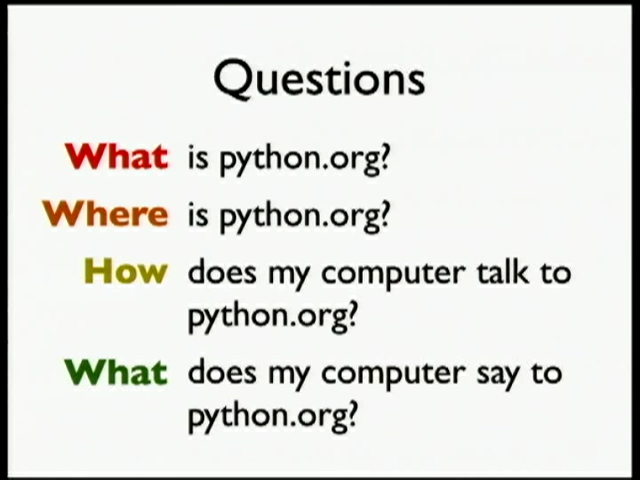 Questions
What is python.org?
Where is python.org?
How does my computer talk to
python.org?
What does my computer say to
python.org?